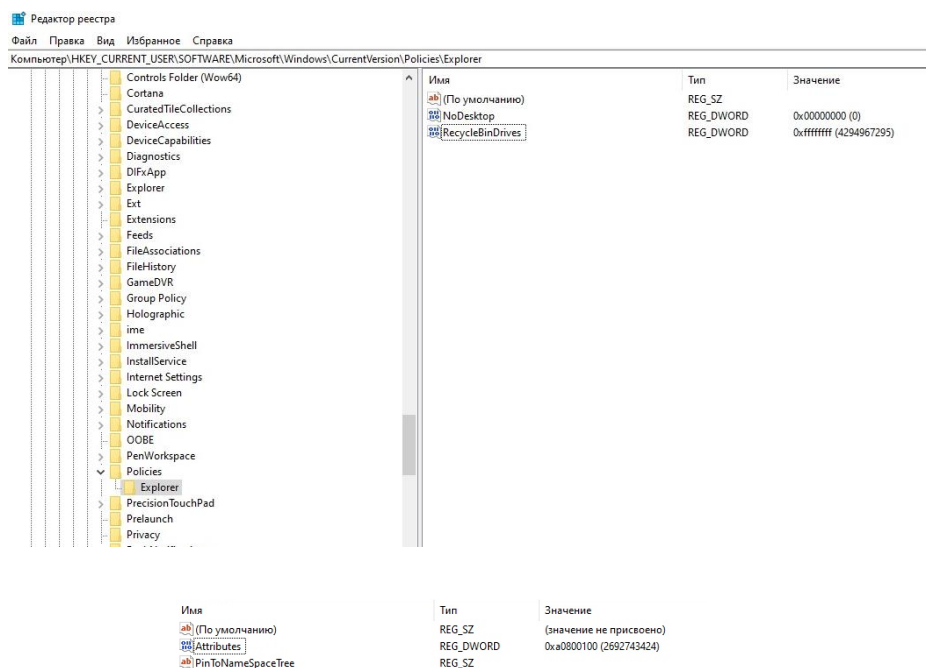 Редактор реестра
Файл Правка Вид Избранное Справка
Компьютер\HKEY_CURRENT_USER\SOFTWARE\Microsoft\Windows\CurrentVersion\Policies\Explorer
Controls Folder (Wow64)
Cortana
CuratedTileCollections
DeviceAccess
DeviceCapabilities
Diagnostics
DIFxApp
Explorer
Ext
Extensions
Feeds
FileAssociations
FileHistory
GameDVR
Group Policy
Holographic
ime
ImmersiveShell
InstallService
Internet Settings
Lock Screen
Mobility
Notifications
OOBE
PenWorkspace
Policies
Explorer
PrecisionTouchPad
Prelaunch
Privacy
Имя Тип Значение
(По умолчанию) REG_SZ
NoDesktop REG_DWORD 0x00000000 (0)
RecycleBinDrives REG_DWORD 0xffffffff (4294967295)
Имя Тип Значение
(По умолчанию) REG_SZ (значение не присвоено)
Attributes REG_DWORD 0xa0800100 (2692743424)
PinToNameSpaceTree REG_SZ